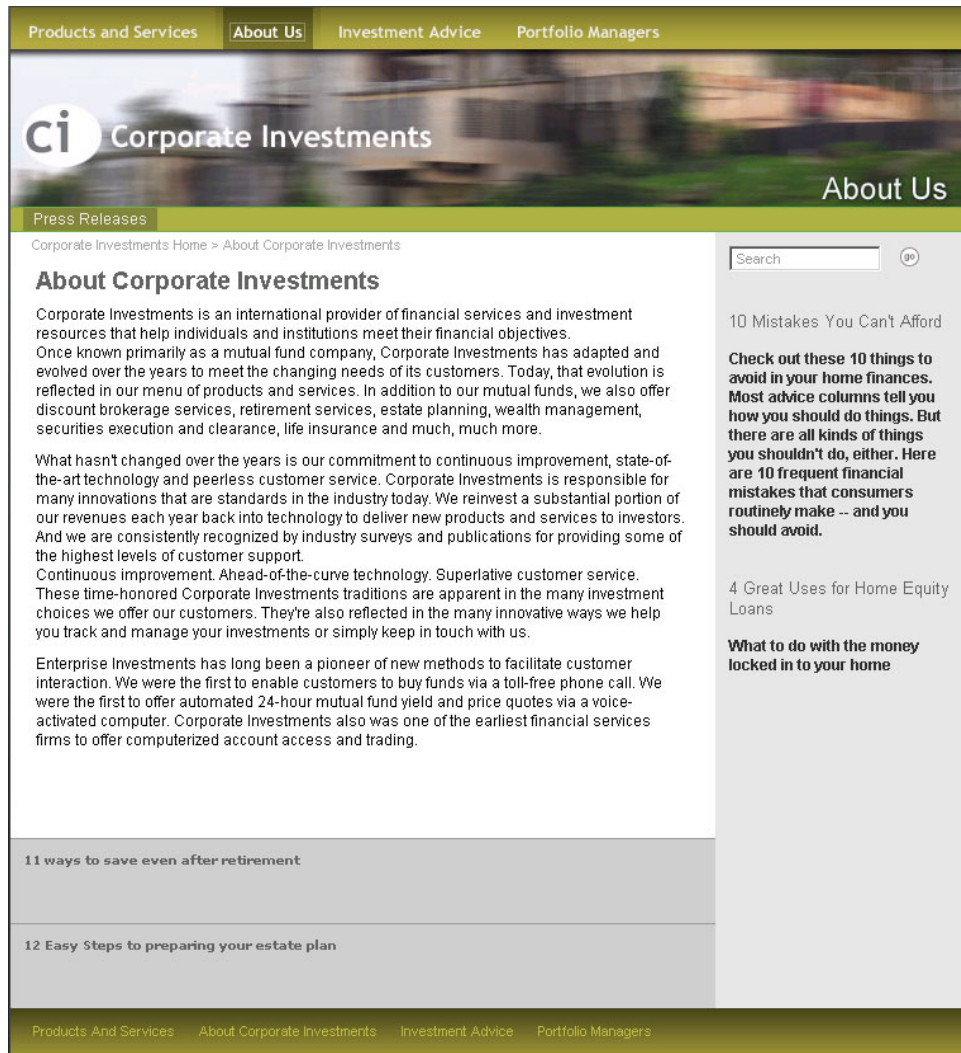 Products and Services About Us Investment Advice Portfolio Managers
ci Corporate Investments
About Us
Press Releases
Corporate Investments Home > About Corporate Investments
About Corporate Investments
Corporate Investments is an international provider of financial services and investment
resources that help individuals and institutions meet their financial objectives.
Once known primarily as a mutual fund company, Corporate Investments has adapted and
evolved over the years to meet the changing needs of its customers. Today, that evolution is
reflected in our menu of products and services. In addition to our mutual funds, we also offer
discount brokerage services, retirement services, estate planning, wealth management,
securities execution and clearance, life insurance and much, much more.
What hasn't changed over the years is our commitment to continuous improvement, state-of-
the-art technology and peerless customer service. Corporate Investments is responsible for
many innovations that are standards in the industry today. We reinvest a substantial portion of
our revenues each year back into technology to deliver new products and services to investors.
And we are consistently recognized by industry surveys and publications for providing some of
the highest levels of customer support.
Continuous improvement. Ahead-of-the-curve technology. Superlative customer service.
These time-honored Corporate Investments traditions are apparent in the many investment
choices we offer our customers. They're also reflected in the many innovative ways we help
you track and manage your investments or simply keep in touch with us.
Enterprise Investments has long been a pioneer of new methods to facilitate customer
interaction. We were the first to enable customers to buy funds via a toll-free phone call. We
were the first to offer automated 24-hour mutual fund yield and price quotes via a voice-
activated computer. Corporate Investments also was one of the earliest financial services
firms to offer computerized account access and trading.
Search go
10 Mistakes You Can't Afford
Check out these 10 things to
avoid in your home finances.
Most advice columns tell you
how you should do things. But
there are all kinds of things
you shouldn't do, either. Here
are 10 frequent financial
mistakes that consumers
routinely make -- and you
should avoid.
4 Great Uses for Home Equity
Loans
What to do with the money
locked in to your home
11 ways to save even after retirement
12 Easy Steps to preparing your estate plan
Products And Services About Corporate Investments Investment Advice Portfolio Managers